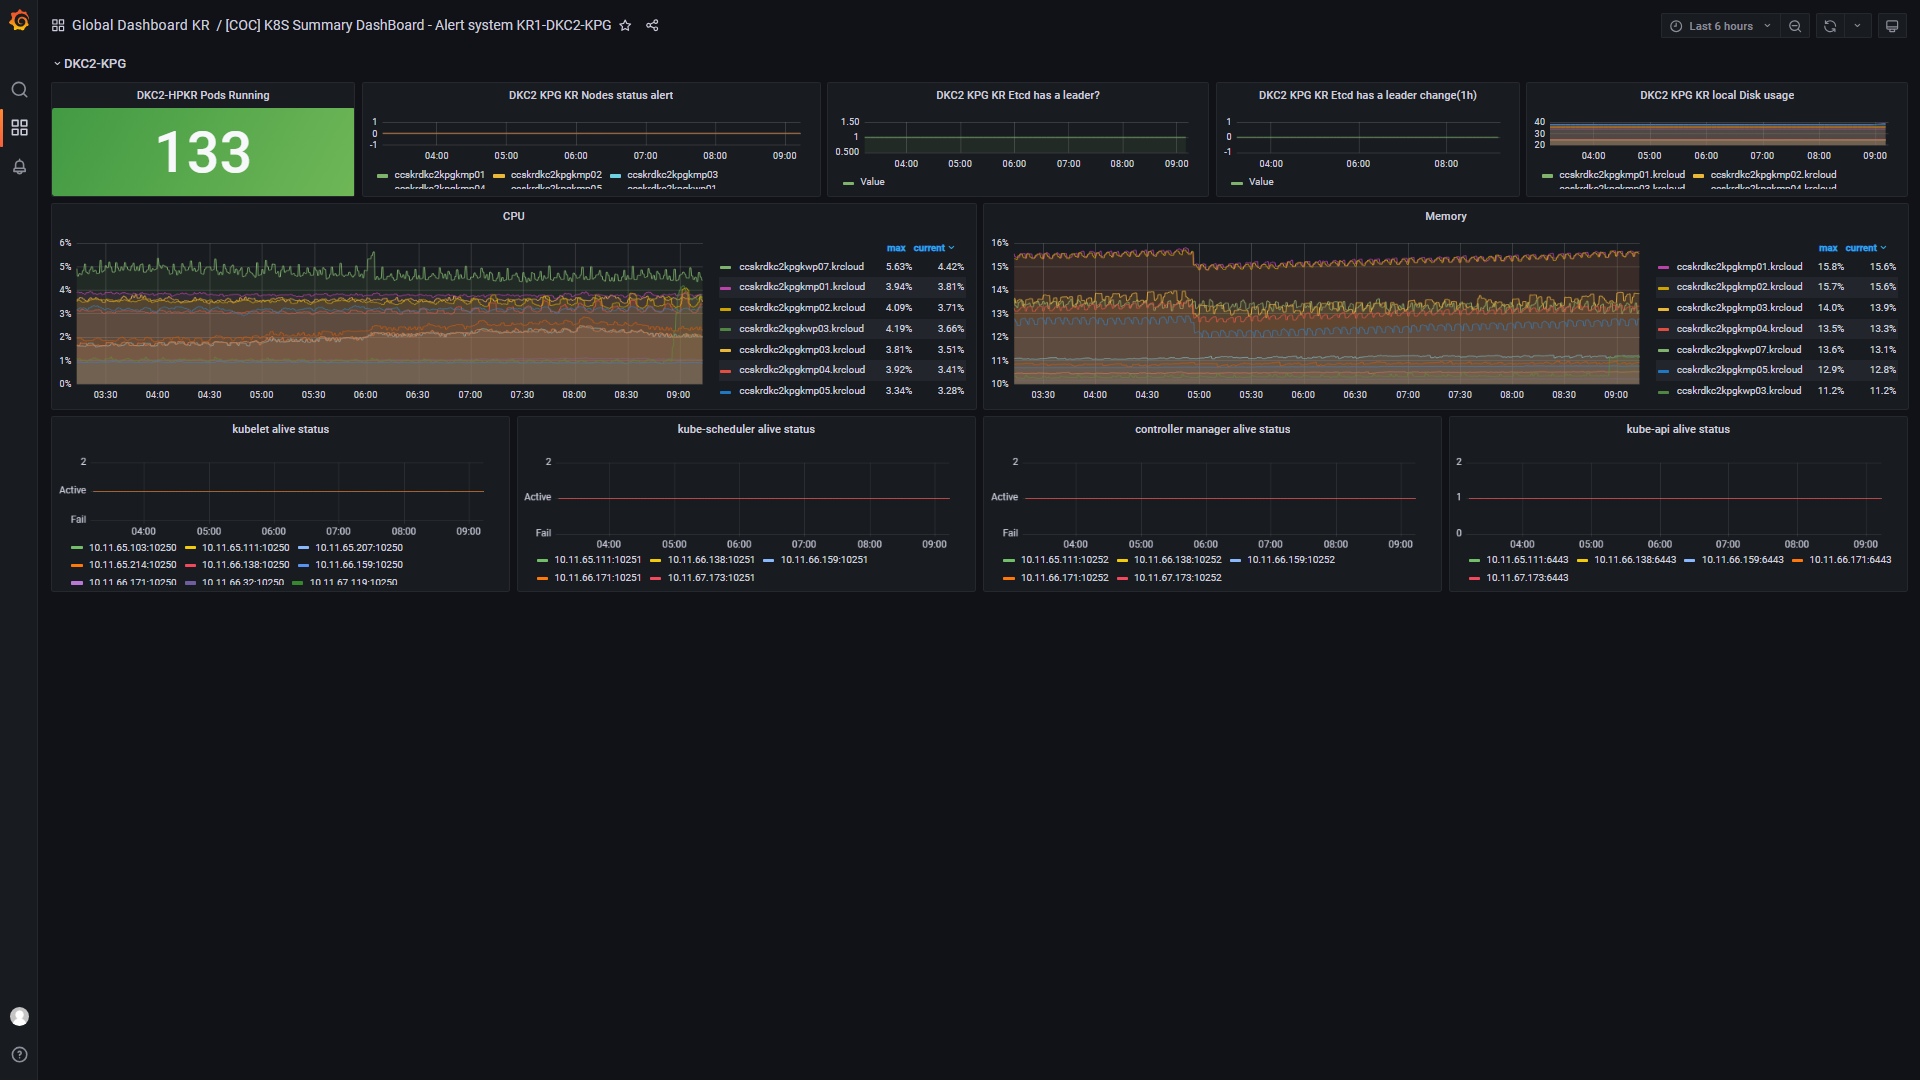 Global Dashboard KR / [COC] K8S Summary DashBoard - Alert system KR1-DKC2-KPG
Last 6 hours
DKC2-KPG
DKC2-HPKR Pods Running
133
DKC2 KPG KR Nodes status alert
1
0
-1
04:00 05:00 06:00 07:00 08:00 09:00
ccskrdkc2kpgkmp01 ccskrdkc2kpgkmp02 ccskrdkc2kpgkmp03
ccskrdkc2kpgkmp04 ccskrdkc2kpgkmp05 ccskrdkc2kpgkwp01
DKC2 KPG KR Etcd has a leader?
1.50
1
0.500
04:00 05:00 06:00 07:00 08:00 09:00
Value
DKC2 KPG KR Etcd has a leader change(1h)
1
0
-1
04:00 06:00 08:00
Value
DKC2 KPG KR local Disk usage
40
30
20
04:00 05:00 06:00 07:00 08:00 09:00
ccskrdkc2kpgkmp01.krcloud ccskrdkc2kpgkmp02.krcloud
ccskrdkc2kpgkmp03.krcloud ccskrdkc2kpgkmp04.krcloud
CPU
6%
5%
4%
3%
2%
1%
0%
03:30 04:00 04:30 05:00 05:30 06:00 06:30 07:00 07:30 08:00 08:30 09:00
max current
ccskrdkc2kpgkwp07.krcloud 5.63% 4.42%
ccskrdkc2kpgkmp01.krcloud 3.94% 3.81%
ccskrdkc2kpgkmp02.krcloud 4.09% 3.71%
ccskrdkc2kpgkwp03.krcloud 4.19% 3.66%
ccskrdkc2kpgkmp03.krcloud 3.81% 3.51%
ccskrdkc2kpgkmp04.krcloud 3.92% 3.41%
ccskrdkc2kpgkmp05.krcloud 3.34% 3.28%
Memory
16%
15%
14%
13%
12%
11%
10%
03:30 04:00 04:30 05:00 05:30 06:00 06:30 07:00 07:30 08:00 08:30 09:00
max current
ccskrdkc2kpgkmp01.krcloud 15.8% 15.6%
ccskrdkc2kpgkmp02.krcloud 15.7% 15.6%
ccskrdkc2kpgkmp03.krcloud 14.0% 13.9%
ccskrdkc2kpgkmp04.krcloud 13.5% 13.3%
ccskrdkc2kpgkwp07.krcloud 13.6% 13.1%
ccskrdkc2kpgkmp05.krcloud 12.9% 12.8%
ccskrdkc2kpgkwp03.krcloud 11.2% 11.2%
kubelet alive status
2
Active
Fail
04:00 05:00 06:00 07:00 08:00 09:00
10.11.65.103:10250 10.11.65.111:10250 10.11.65.207:10250
10.11.65.214:10250 10.11.66.138:10250 10.11.66.159:10250
10.11.66.171:10250 10.11.66.32:10250 10.11.67.119:10250
kube-scheduler alive status
2
Active
Fail
04:00 05:00 06:00 07:00 08:00 09:00
10.11.65.111:10251 10.11.66.138:10251 10.11.66.159:10251
10.11.66.171:10251 10.11.67.173:10251
controller manager alive status
2
Active
Fail
04:00 05:00 06:00 07:00 08:00 09:00
10.11.65.111:10252 10.11.66.138:10252 10.11.66.159:10252
10.11.66.171:10252 10.11.67.173:10252
kube-api alive status
2
1
0
04:00 05:00 06:00 07:00 08:00 09:00
10.11.65.111:6443 10.11.66.138:6443 10.11.66.159:6443 10.11.66.171:6443
10.11.67.173:6443